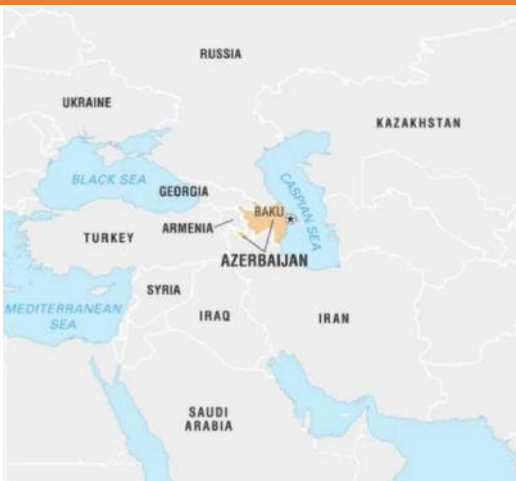 RUSSIA
UKRAINE
KAZAKHSTAN
BLACK SEA
GEORGIA
CASPIAN SEA
BAKU
ARMENIA
TURKEY
AZERBAIJAN
SYRIA
MEDITERRANEAN
SEA
IRAQ
IRAN
SAUDI
ARABIA